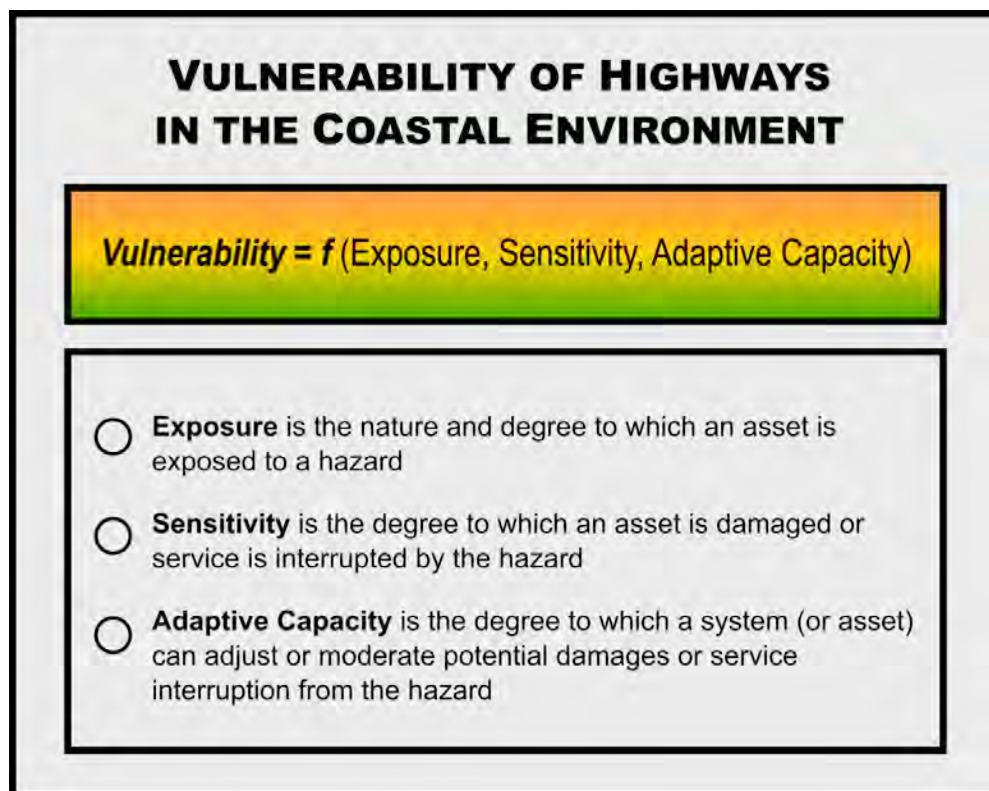 VULNERABILITY OF HIGHWAYS
IN THE COASTAL ENVIRONMENT
Vulnerability = f (Exposure, Sensitivity, Adaptive Capacity)
Exposure is the nature and degree to which an asset is
exposed to a hazard
Sensitivity is the degree to which an asset is damaged or
service is interrupted by the hazard
Adaptive Capacity is the degree to which a system (or asset)
can adjust or moderate potential damages or service
interruption from the hazard